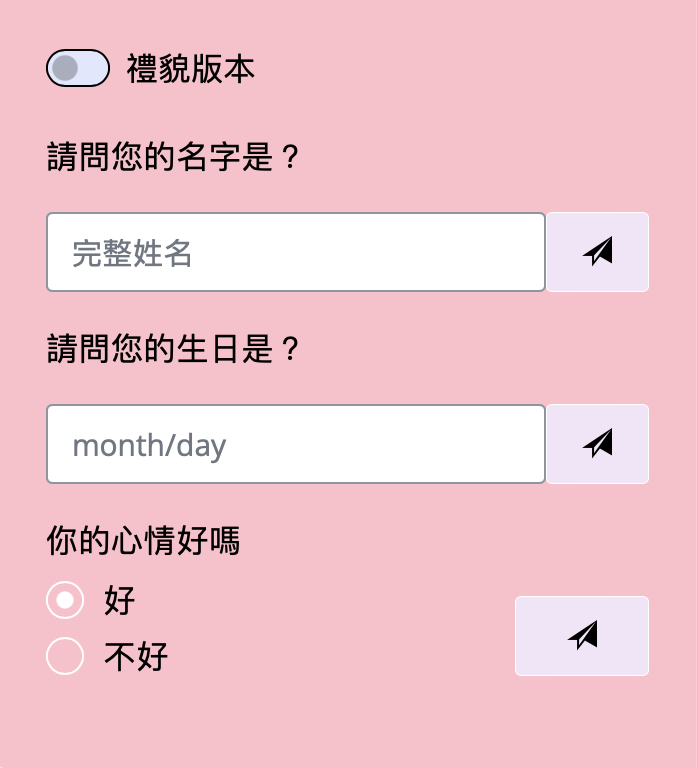 禮貌版本
請問您的名字是？
完整姓名
請問您的生日是？
month/day
你的心情好嗎
好
不好